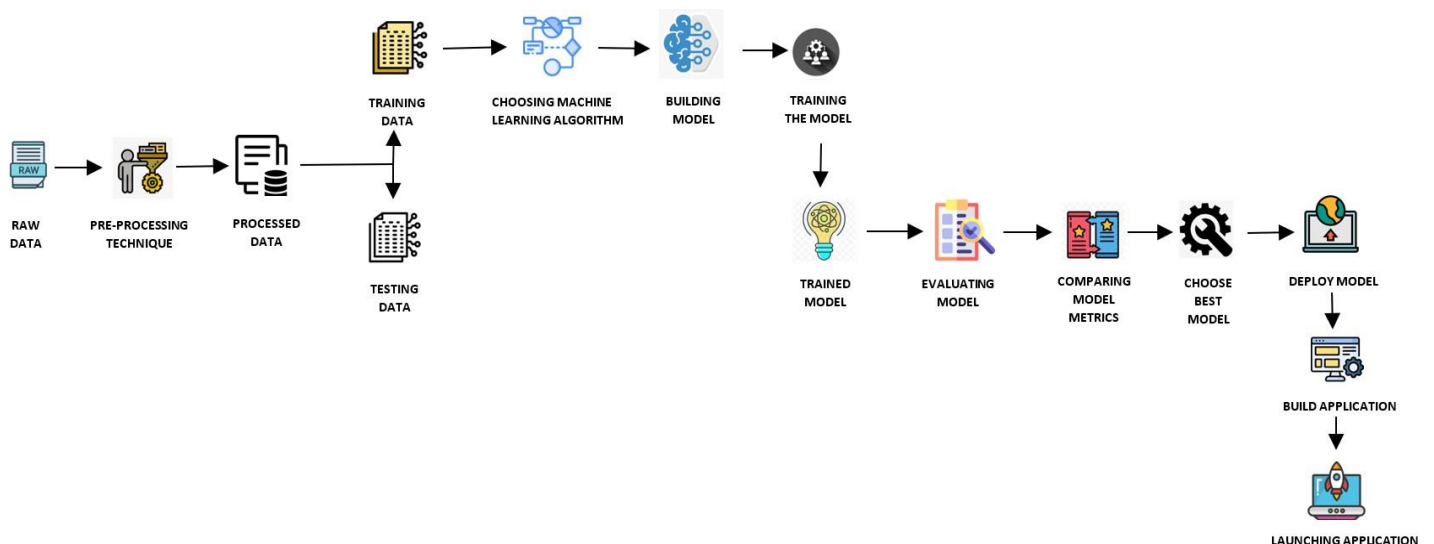 TRAINING
DATA
CHOOSING MACHINE
LEARNING ALGORITHM
BUILDING
MODEL
TRAINING
THE MODEL
RAW
RAW
DATA
PRE-PROCESSING
TECHNIQUE
PROCESSED
DATA
TESTING
DATA
TRAINED
MODEL
EVALUATING
MODEL
COMPARING
MODEL
METRICS
CHOOSE
BEST
MODEL
DEPLOY MODEL
BUILD APPLICATION
LAUNCHING APPLICATION